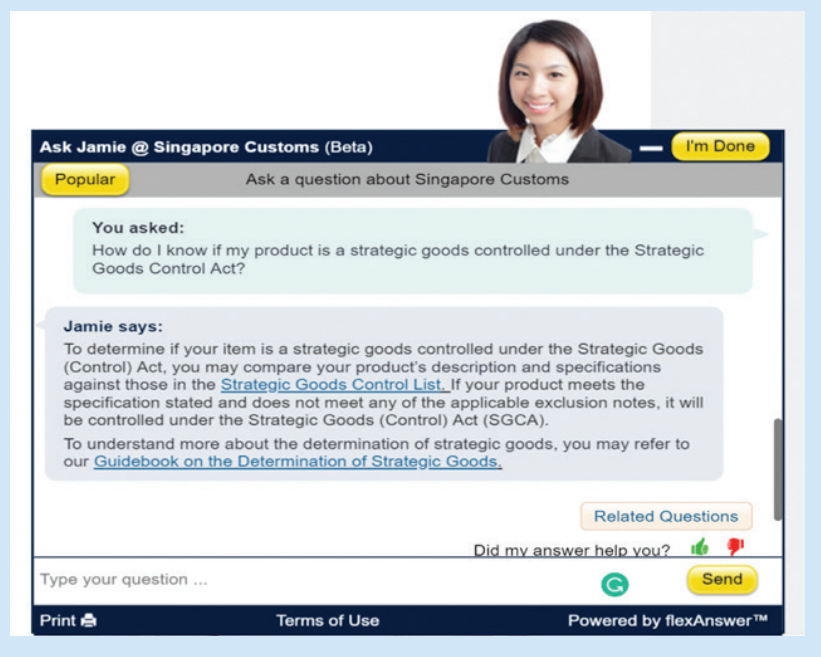 Ask Jamie @ Singapore Customs (Beta)
I'm Done
Popular
Ask a question about Singapore Customs
You asked:
How do I know if my product is a strategic goods controlled under the Strategic
Goods Control Act?
Jamie says:
To determine if your item is a strategic goods controlled under the Strategic Goods
(Control) Act, you may compare your product's description and specifications
against those in the Strategic Goods Control List. If your product meets the
specification stated and does not meet any of the applicable exclusion notes, it will
be controlled under the Strategic Goods (Control) Act (SGCA).
To understand more about the determination of strategic goods, you may refer to
our Guidebook on the Determination of Strategic Goods.
Related Questions
Did my answer help you?
Type your question ...
Send
Print
Terms of Use
Powered by flexAnswer™